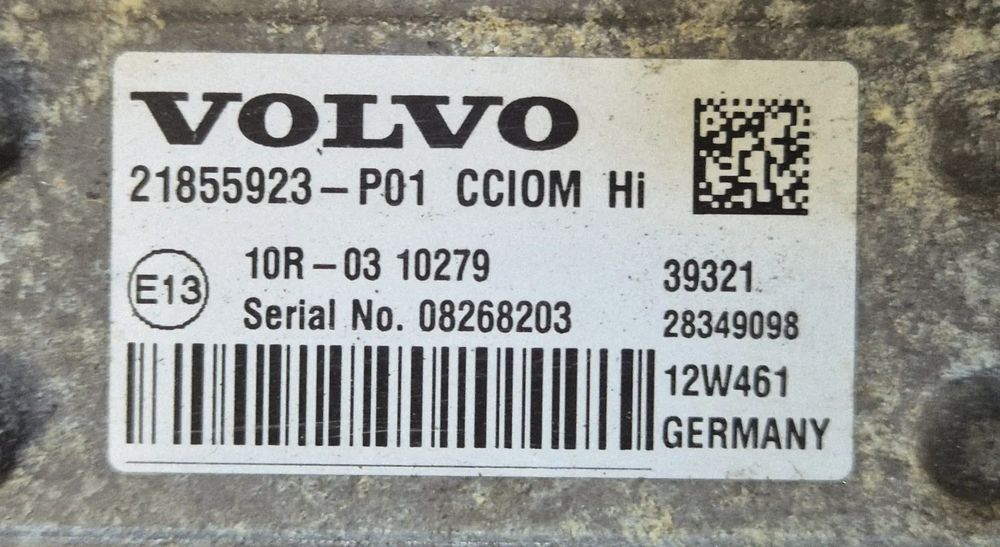 VOLVO
21855923-P01 CCIOM Hi
E13
10R-03 10279
Serial No. 08268203
39321
28349098
12W461
GERMANY